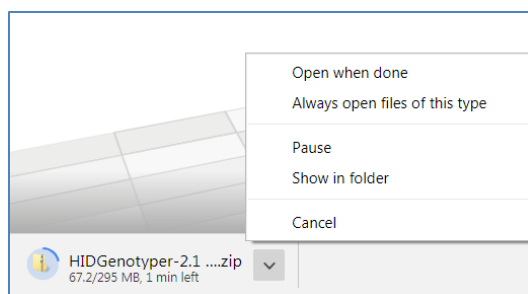 Open when done
Always open files of this type
Pause
Show in folder
Cancel
HIDGenotyper-2.1 ....zip
67.2/295 MB, 1 min left